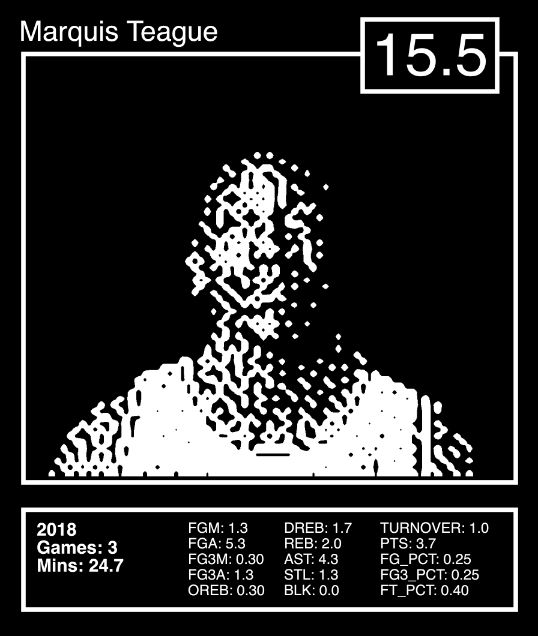 Marquis Teague
15.5
2018
Games: 3
Mins: 24.7
FGM: 1.3
FGA: 5.3
FG3M: 0.30
FG3A: 1.3
OREB: 0.30
DREB: 1.7
REB: 2.0
AST: 4.3
STL: 1.3
BLK: 0.0
TURNOVER: 1.0
PTS: 3.7
FG_PCT: 0.25
FG3_PCT: 0.25
FT_PCT: 0.40